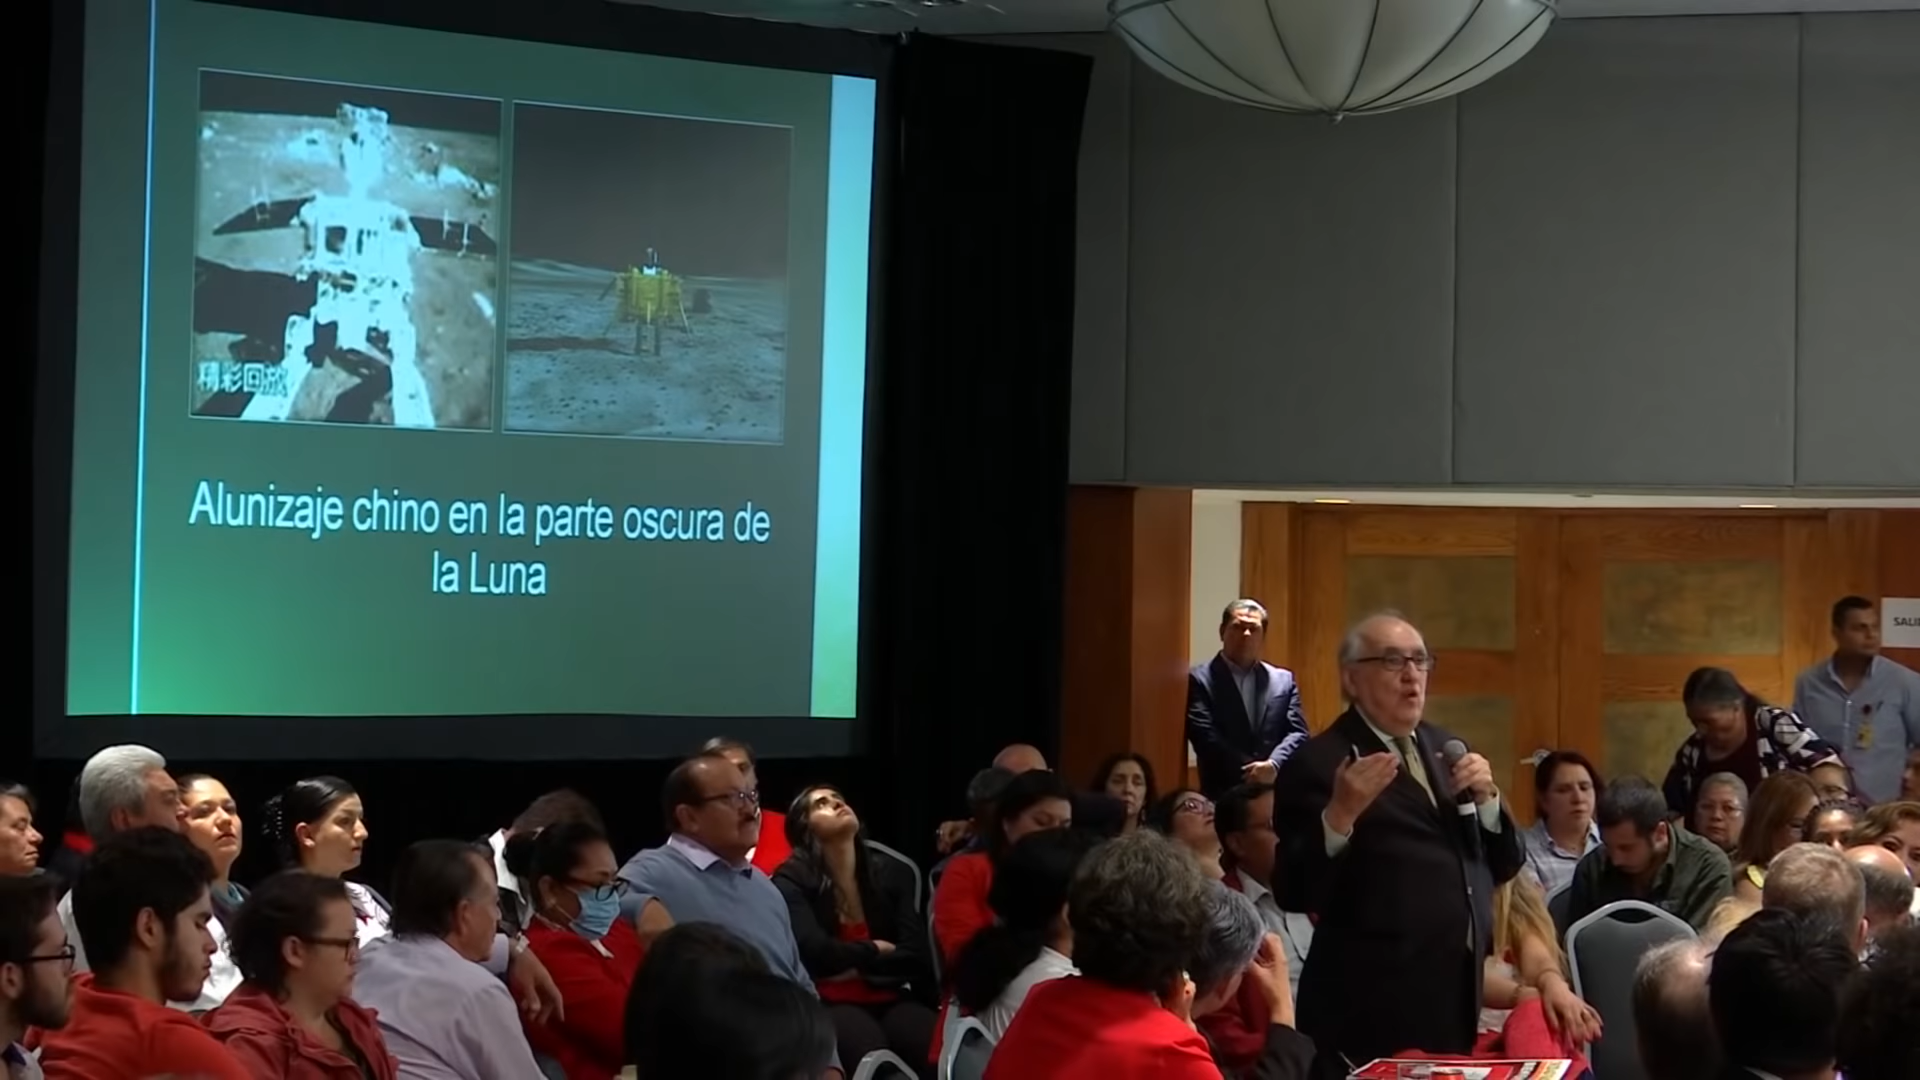 精彩回放
Alunizaje chino en la parte oscura de
la Luna